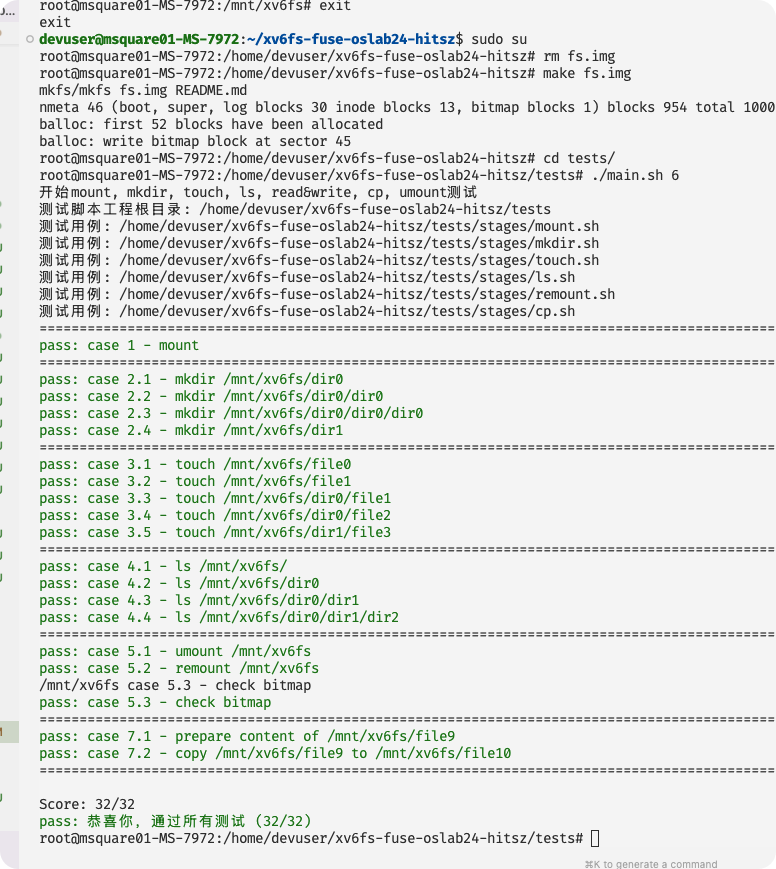 root@msquare01-MS-7972:/mnt/xv6fs# exit
exit
devuser@msquare01-MS-7972:~/xv6fs-fuse-oslab24-hitsz$ sudo su
root@msquare01-MS-7972:/home/devuser/xv6fs-fuse-oslab24-hitsz# rm fs.img
root@msquare01-MS-7972:/home/devuser/xv6fs-fuse-oslab24-hitsz# make fs.img
mkfs/mkfs fs.img README.md
nmeta 46 (boot, super, log blocks 30 inode blocks 13, bitmap blocks 1) blocks 954 total 1000
balloc: first 52 blocks have been allocated
balloc: write bitmap block at sector 45
root@msquare01-MS-7972:/home/devuser/xv6fs-fuse-oslab24-hitsz# cd tests/
root@msquare01-MS-7972:/home/devuser/xv6fs-fuse-oslab24-hitsz/tests# ./main.sh 6
开始mount, mkdir, touch, ls, read&write, cp, umount测试
测试脚本工程根目录: /home/devuser/xv6fs-fuse-oslab24-hitsz/tests
测试用例: /home/devuser/xv6fs-fuse-oslab24-hitsz/tests/stages/mount.sh
测试用例: /home/devuser/xv6fs-fuse-oslab24-hitsz/tests/stages/mkdir.sh
测试用例: /home/devuser/xv6fs-fuse-oslab24-hitsz/tests/stages/touch.sh
测试用例: /home/devuser/xv6fs-fuse-oslab24-hitsz/tests/stages/ls.sh
测试用例: /home/devuser/xv6fs-fuse-oslab24-hitsz/tests/stages/remount.sh
测试用例: /home/devuser/xv6fs-fuse-oslab24-hitsz/tests/stages/cp.sh
============================================================================================
pass: case 1 - mount
============================================================================================
pass: case 2.1 - mkdir /mnt/xv6fs/dir0
pass: case 2.2 - mkdir /mnt/xv6fs/dir0/dir0
pass: case 2.3 - mkdir /mnt/xv6fs/dir0/dir0/dir0
pass: case 2.4 - mkdir /mnt/xv6fs/dir1
============================================================================================
pass: case 3.1 - touch /mnt/xv6fs/file0
pass: case 3.2 - touch /mnt/xv6fs/file1
pass: case 3.3 - touch /mnt/xv6fs/dir0/file1
pass: case 3.4 - touch /mnt/xv6fs/dir0/file2
pass: case 3.5 - touch /mnt/xv6fs/dir1/file3
============================================================================================
pass: case 4.1 - ls /mnt/xv6fs/
pass: case 4.2 - ls /mnt/xv6fs/dir0
pass: case 4.3 - ls /mnt/xv6fs/dir0/dir1
pass: case 4.4 - ls /mnt/xv6fs/dir0/dir1/dir2
============================================================================================
pass: case 5.1 - umount /mnt/xv6fs
pass: case 5.2 - remount /mnt/xv6fs
/mnt/xv6fs case 5.3 - check bitmap
pass: case 5.3 - check bitmap
============================================================================================
pass: case 7.1 - prepare content of /mnt/xv6fs/file9
pass: case 7.2 - copy /mnt/xv6fs/file9 to /mnt/xv6fs/file10
============================================================================================
Score: 32/32
pass: 恭喜你, 通过所有测试 (32/32)
root@msquare01-MS-7972:/home/devuser/xv6fs-fuse-oslab24-hitsz/tests#
⌘K to generate a command